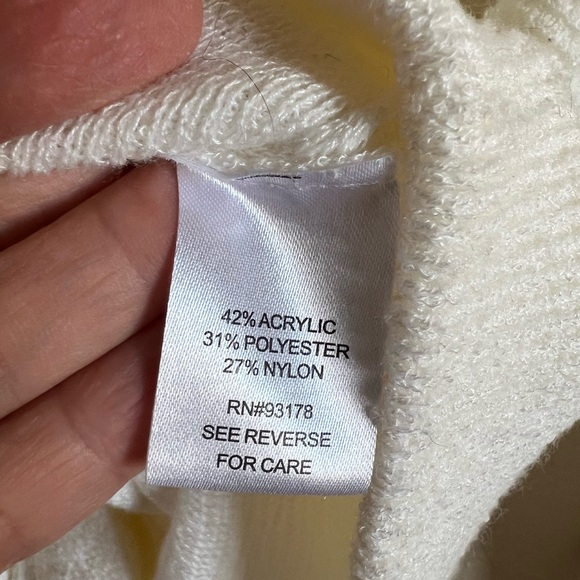 42% ACRYLIC
31% POLYESTER
27% NYLON
RN#93178
SEE REVERSE
FOR CARE